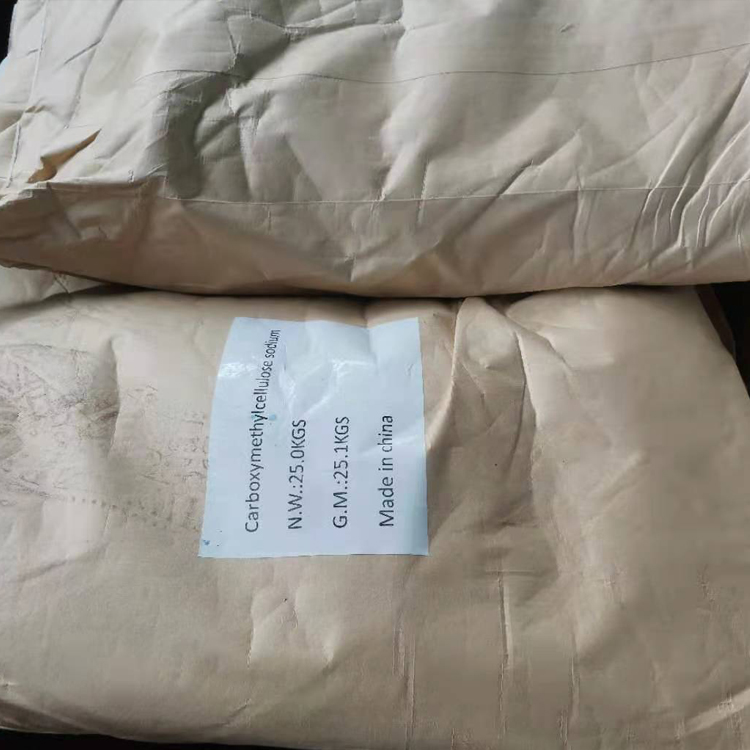 Carboxymethylcellulose sodium
N.W.:25.0KGS
G.M.:25.1KGS
Made in china